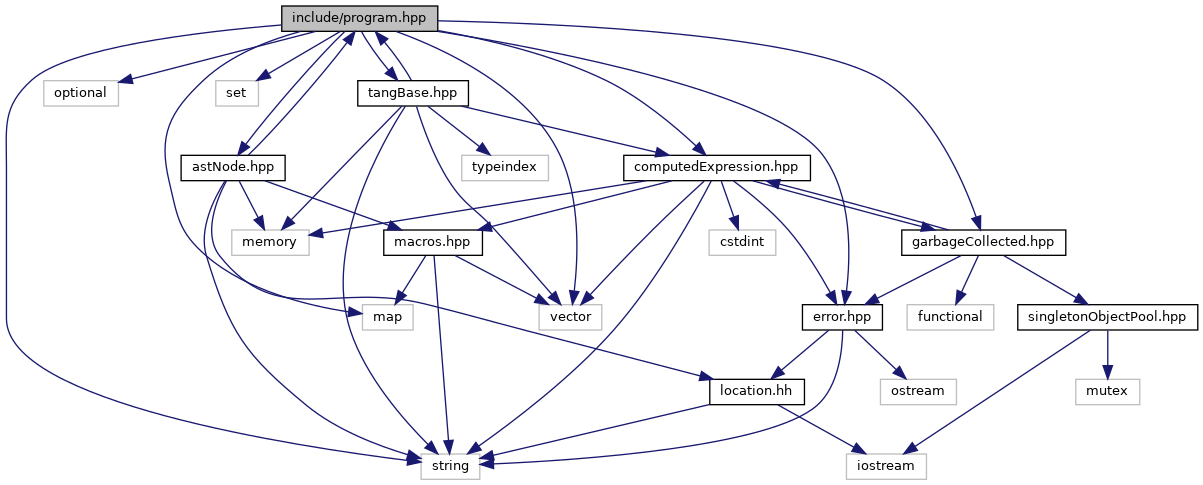 include/program.hpp
optional
set
tangBase.hpp
astNode.hpp
typeindex
computedExpression.hpp
memory
macros.hpp
cstdint
garbageCollected.hpp
map
vector
error.hpp
functional
singletonObjectPool.hpp
location.hh
ostream
mutex
string
iostream